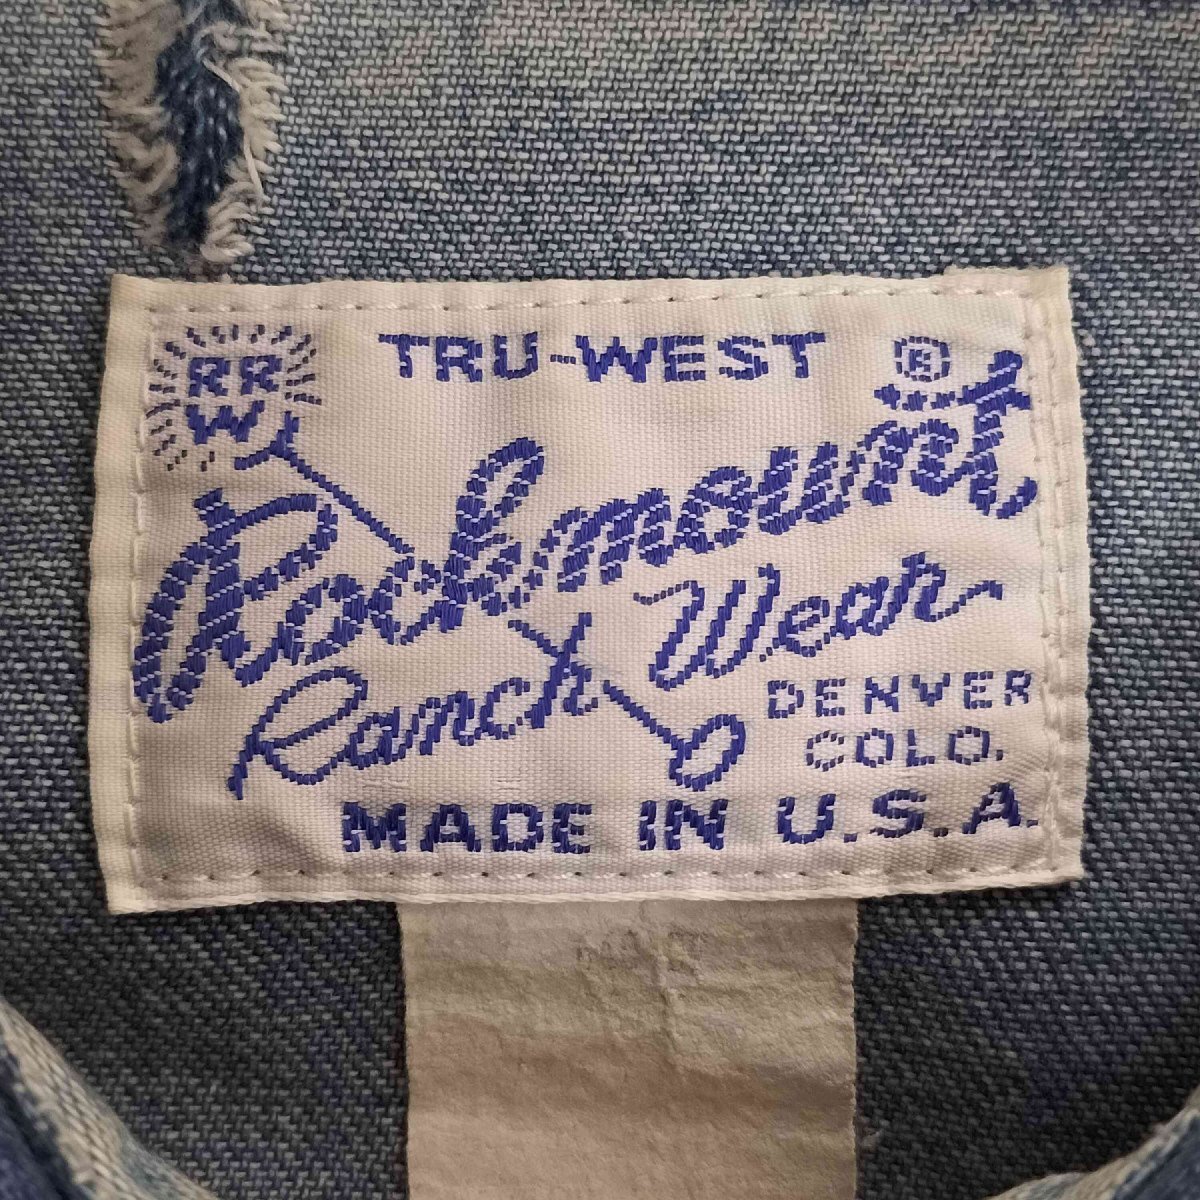 RR
W
TRU-WEST ®
Rockmount
Ranch Wear
DENVER
COLO.
MADE IN U.S.A.